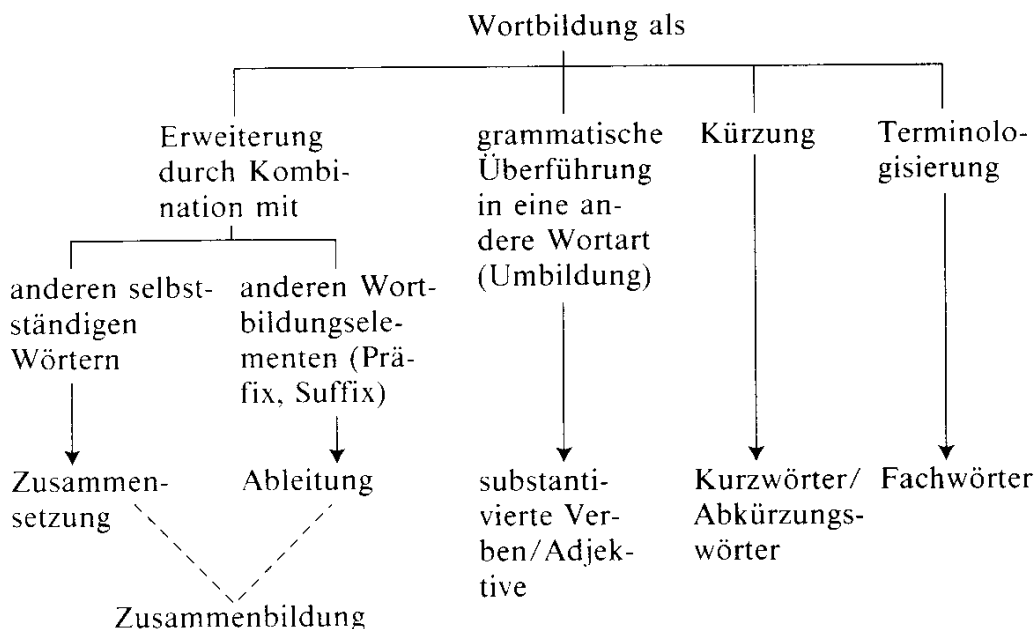 Wortbildung als
Erweiterung
durch Kombi-
nation mit
grammatische
Überführung
in eine an-
dere Wortart
(Umbildung)
Kürzung
Terminolo-
gisierung
anderen selbst-
ständigen
Wörtern
anderen Wort-
bildungsele-
menten (Prä-
fix, Suffix)
Zusammen-
setzung
Ableitung
substanti-
vierte Ver-
ben/Adjek-
tive
Kurzwörter/
Abkürzungs-
wörter
Fachwörter
Zusammenbildung